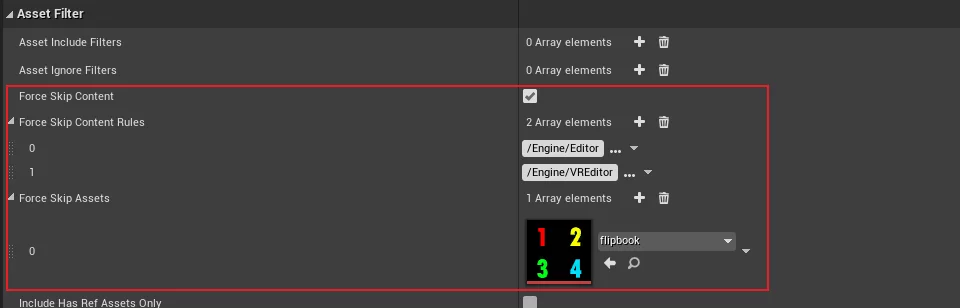 Asset Filter
Asset Include Filters 0 Array elements
Asset Ignore Filters 0 Array elements
Force Skip Content
Force Skip Content Rules 2 Array elements
0 /Engine/Editor ...
1 /Engine/VREditor ...
Force Skip Assets 1 Array elements
1 2
0 flipbook
3 4
Include Has Ref Assets Only